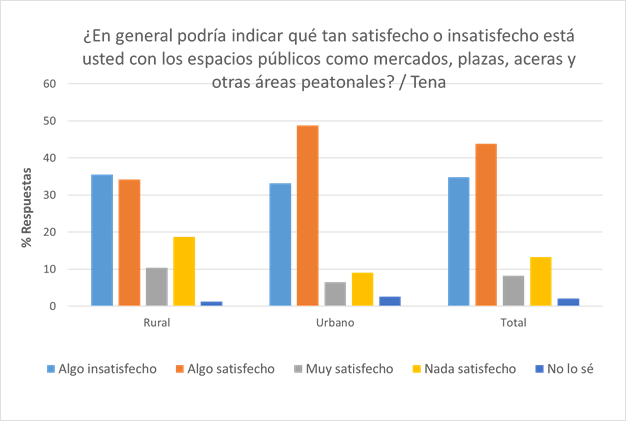 ¿En general podría indicar qué tan satisfecho o insatisfecho está
usted con los espacios públicos como mercados, plazas, aceras y
otras áreas peatonales? / Tena
60
50
40
30
20
10
0
% Respuestas
Rural Urbano Total
Algo insatisfecho Algo satisfecho Muy satisfecho Nada satisfecho No lo sé